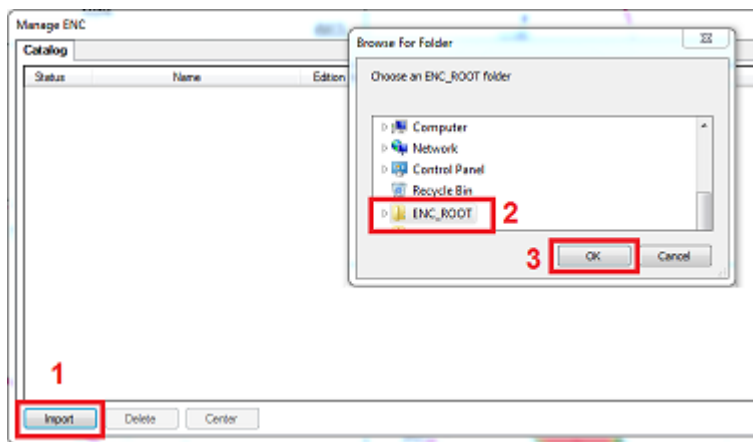 Manage ENC
Catalog
Status Name Edition
Browse For Folder
Choose an ENC_ROOT folder
Computer
Network
Control Panel
Recycle Bin
ENC_ROOT
2
3
OK Cancel
1
Import Delete Center